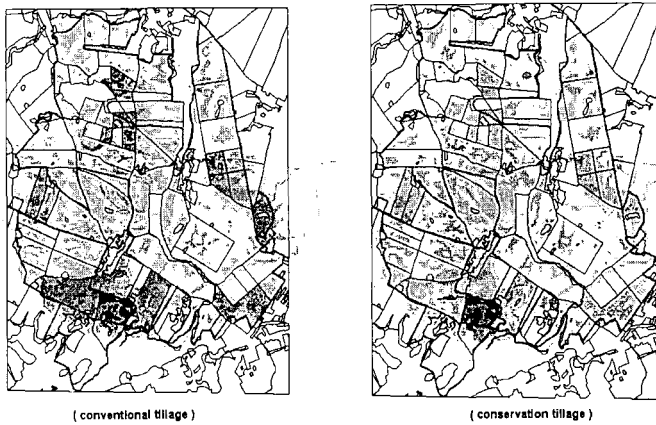 ( conventional tillage )
( conservation tillage )